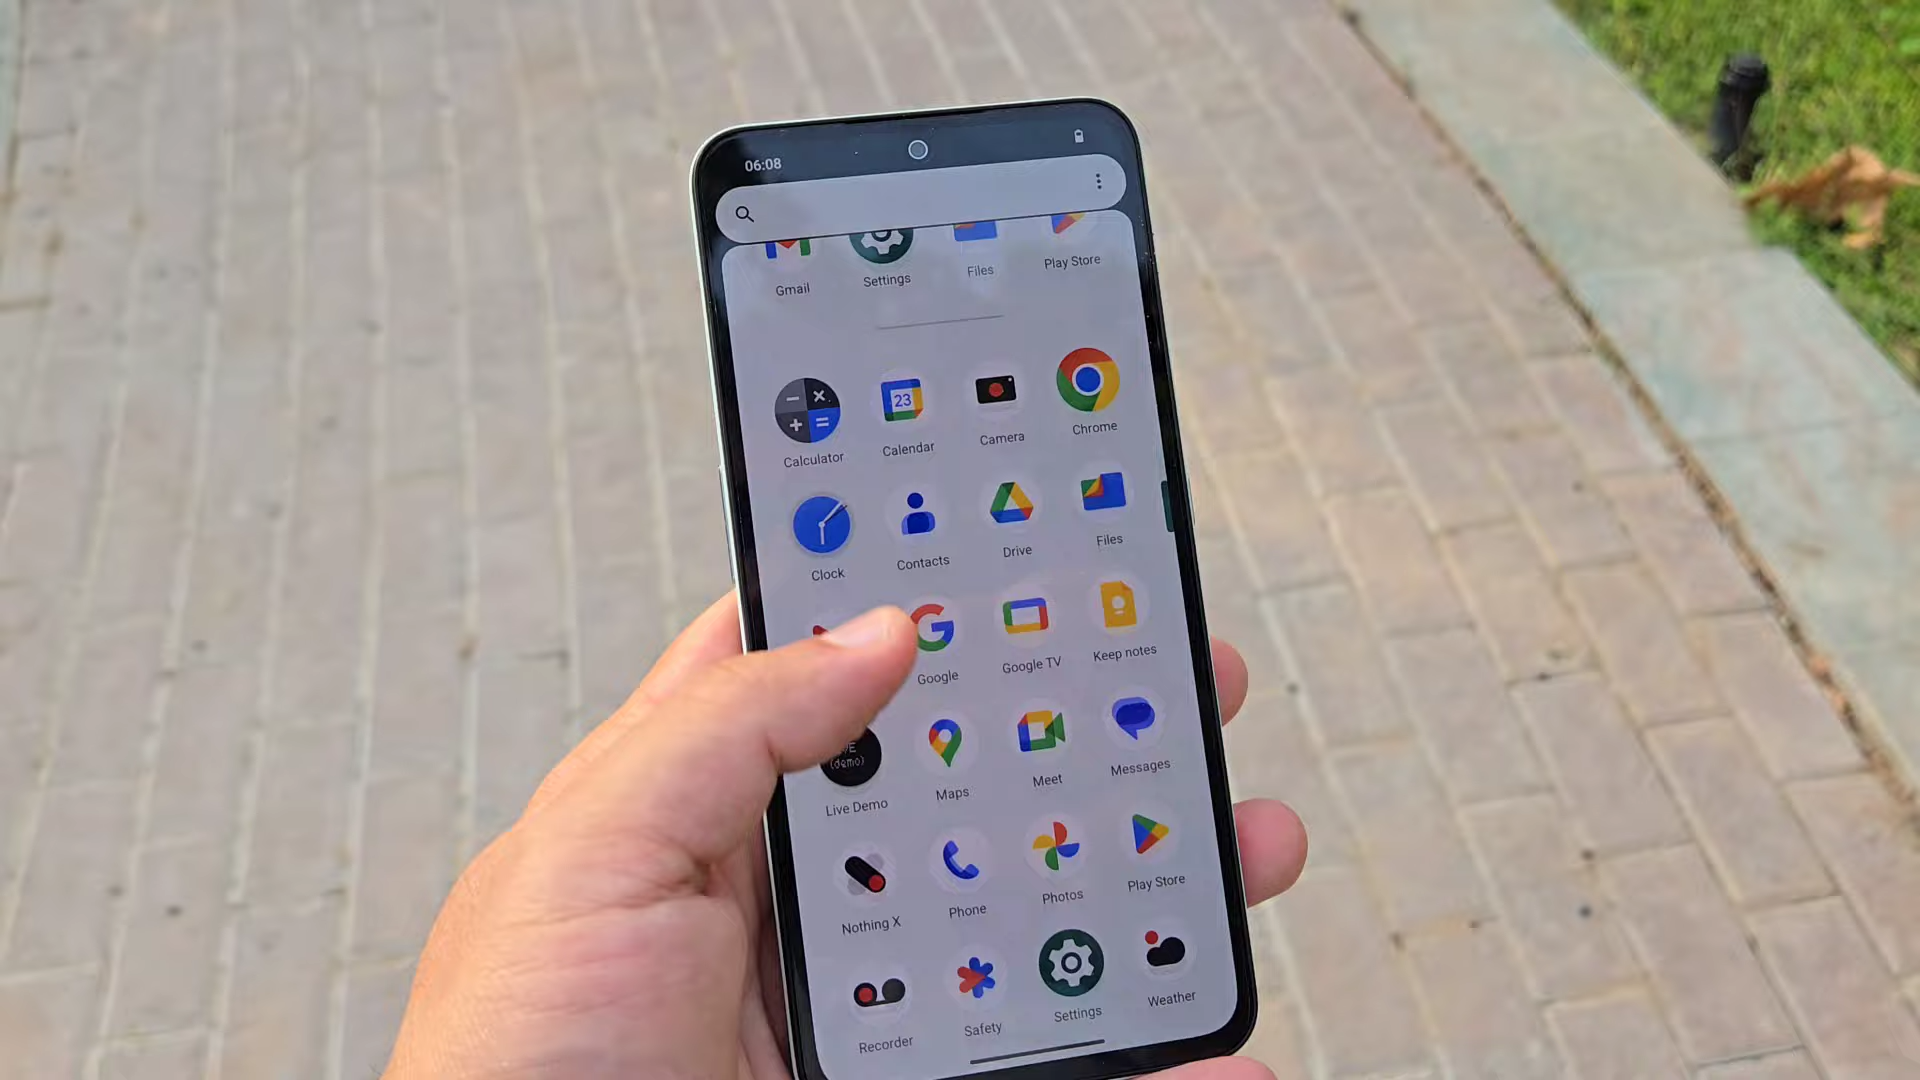 06:08
Gmail Settings Files Play Store
23
Calculator Calendar Camera Chrome
Clock Contacts Drive Files
Google Google TV Keep notes
(demo)
Live Demo Maps Meet Messages
Nothing X Phone Photos Play Store
Recorder Safety Settings Weather